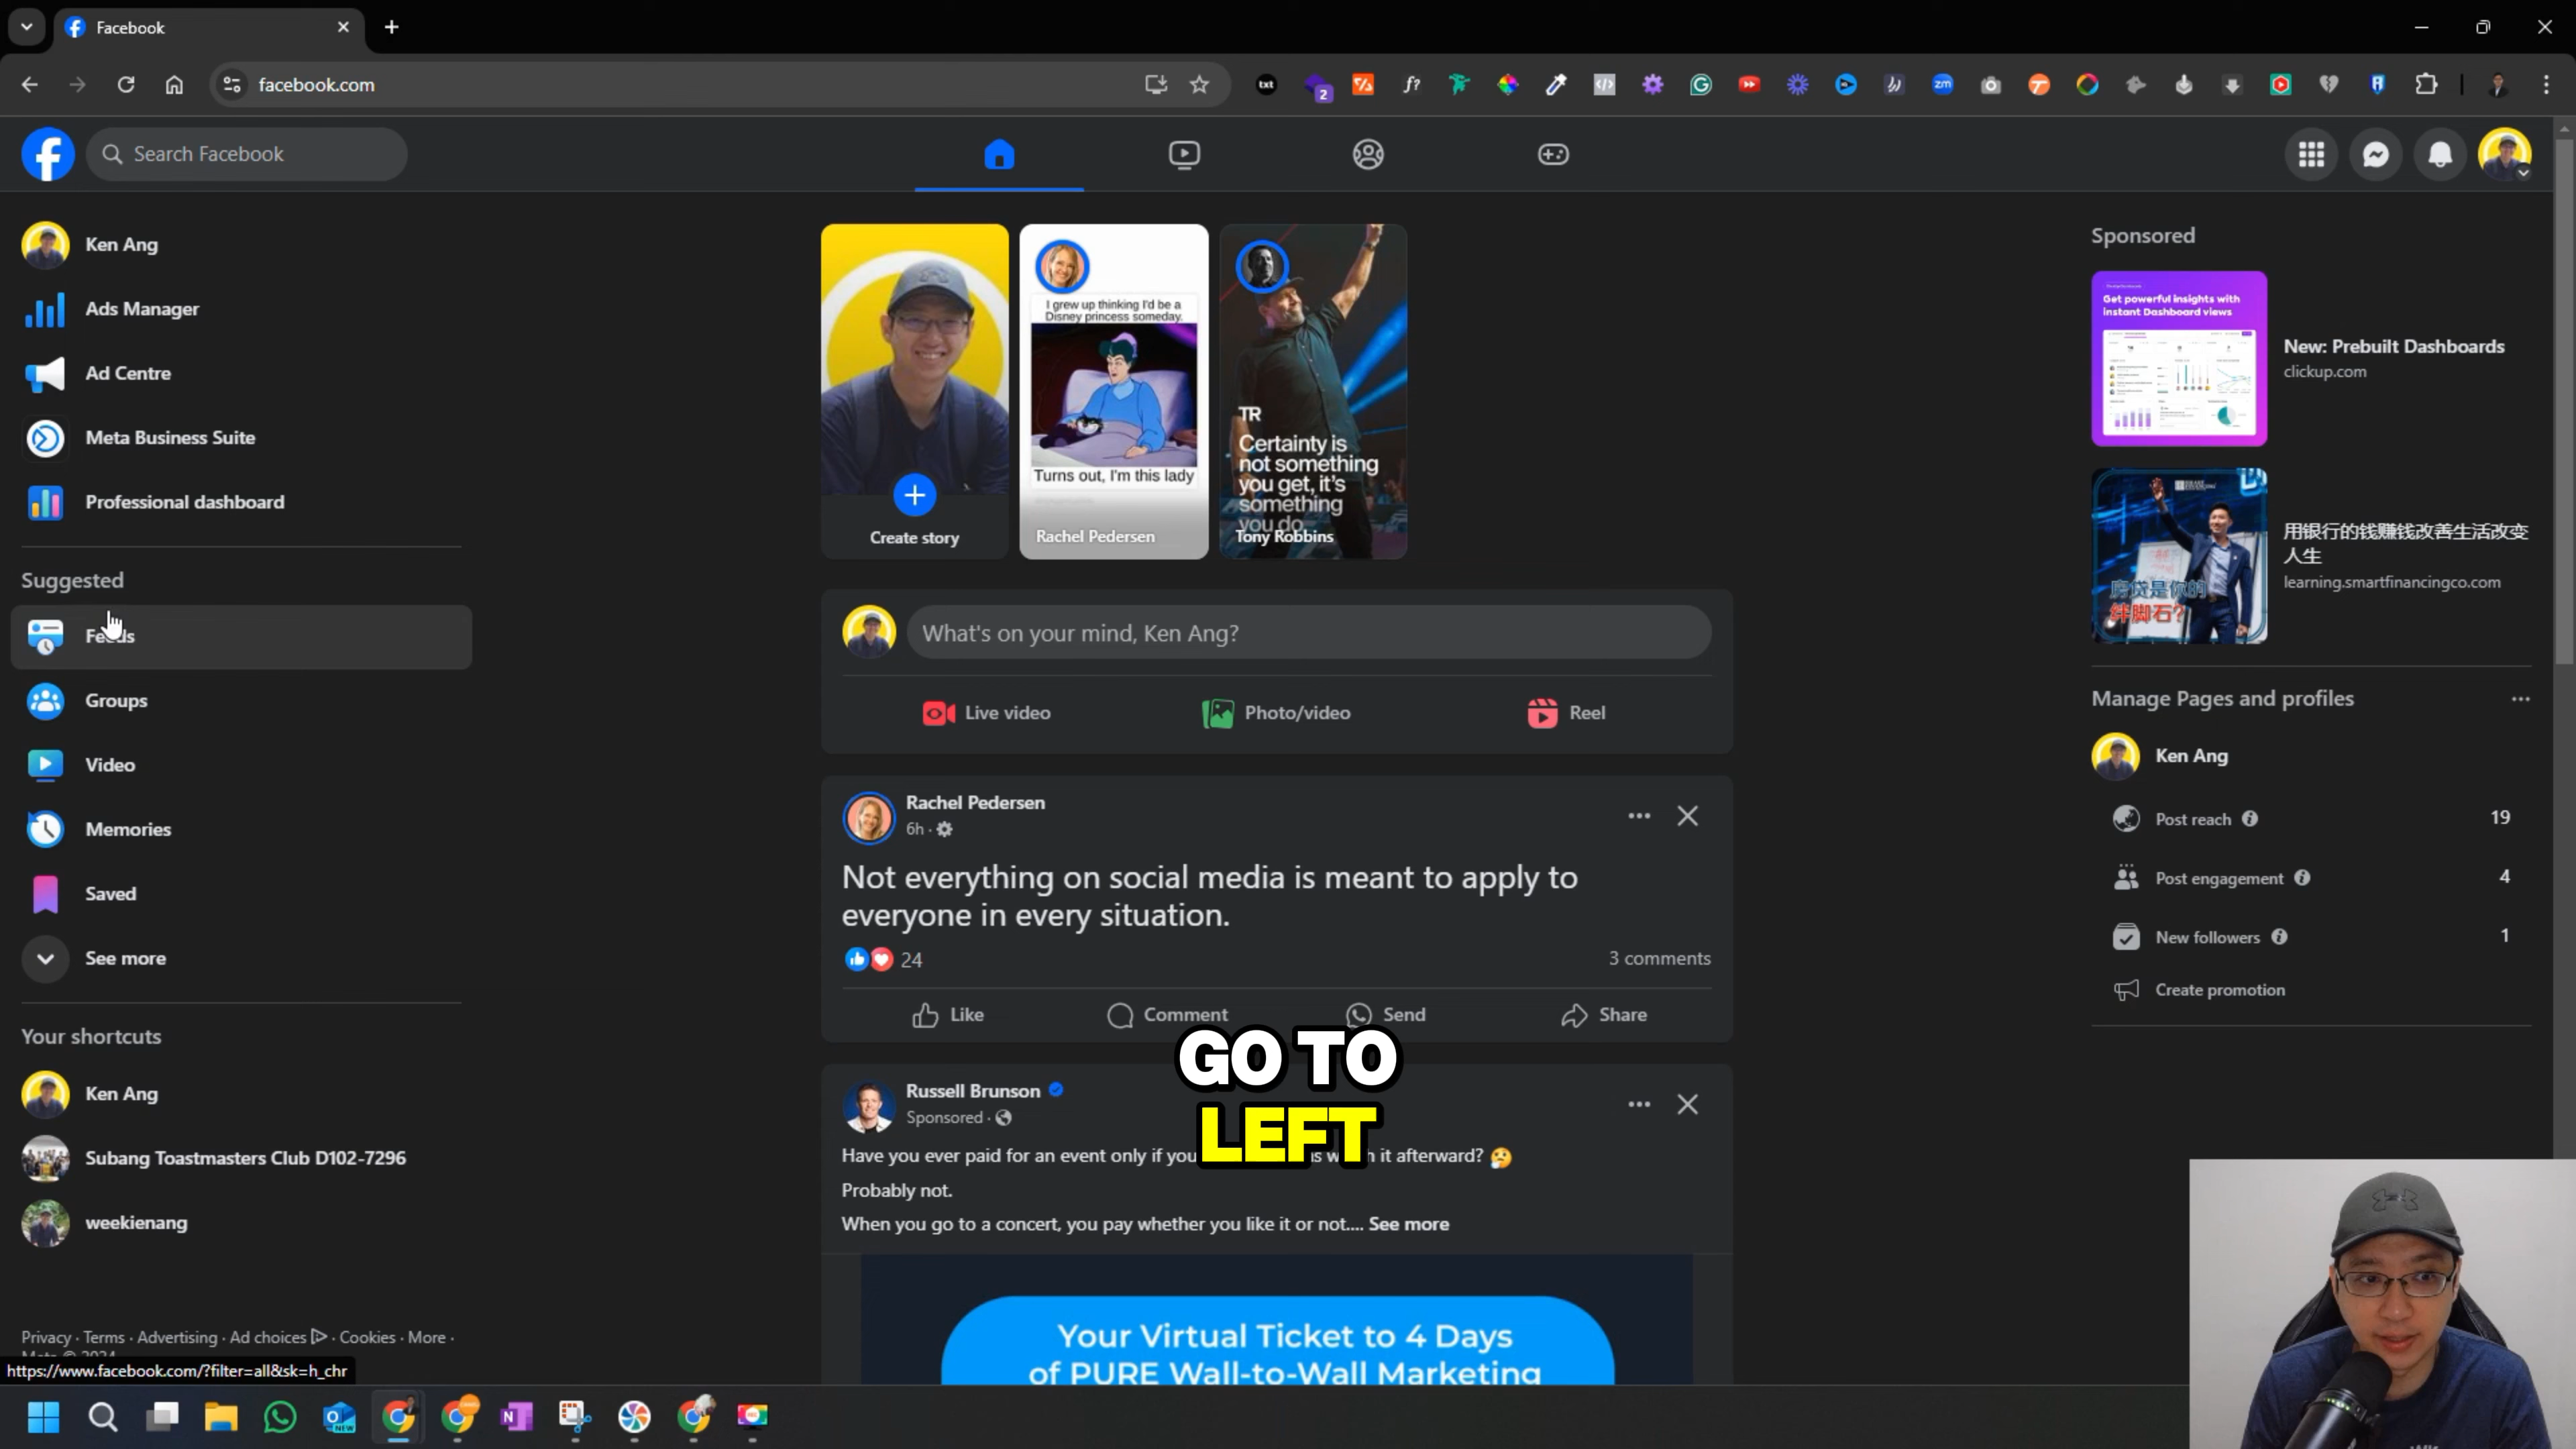 Facebook
facebook.com
txt
2
f?
zm
Search Facebook
Ken Ang
Ads Manager
Ad Centre
Meta Business Suite
Professional dashboard
Suggested
Feeds
Groups
Video
Memories
Saved
See more
Your shortcuts
Ken Ang
Subang Toastmasters Club D102-7296
weekienang
Privacy · Terms · Advertising · Ad choices · Cookies · More ·
Meta © 2024
https://www.facebook.com/?filter=all&sk=h_chr
Create story
I grew up thinking I'd be a
Disney princess someday.
Turns out, I'm this lady
Rachel Pedersen
TR
Certainty is
not something
you get, it's
something
you do
Tony Robbins
What's on your mind, Ken Ang?
Live video
Photo/video
Reel
Rachel Pedersen
6h ·
Not everything on social media is meant to apply to
everyone in every situation.
24
3 comments
Like
Comment
Send
Share
GO TO
LEFT
Russell Brunson
Sponsored ·
Have you ever paid for an event only if you it afterward?
Probably not.
When you go to a concert, you pay whether you like it or not.... See more
Your Virtual Ticket to 4 Days
of PURE Wall-to-Wall Marketing
Sponsored
Get powerful insights with
instant Dashboard views
New: Prebuilt Dashboards
clickup.com
房贷是你的
绊脚石?
用银行的钱赚钱改善生活改变
人生
learning.smartfinancingco.com
Manage Pages and profiles
Ken Ang
Post reach
19
Post engagement
4
New followers
1
Create promotion